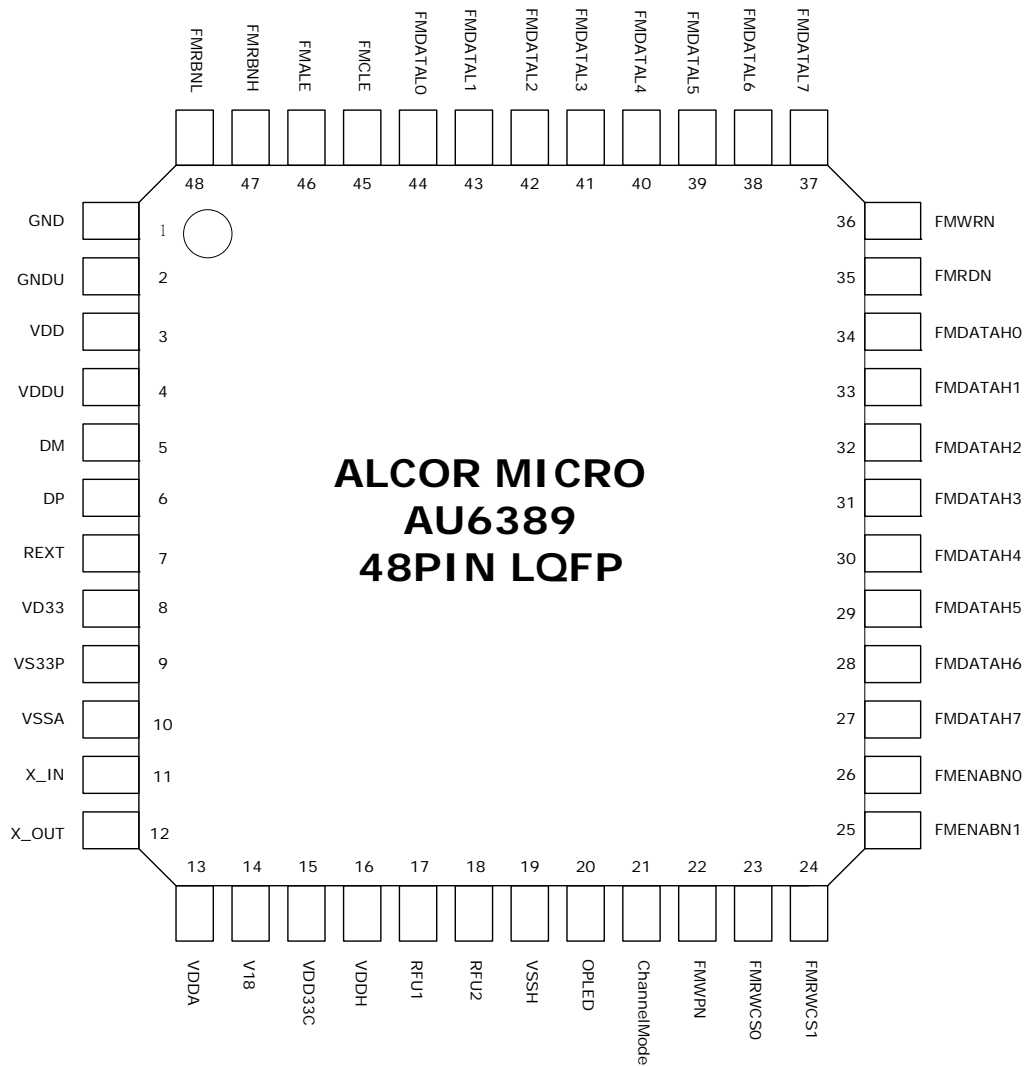 FMRBNL
FMRBNH
FMALE
FMCLE
FMDATAL0
FMDATAL1
FMDATAL2
FMDATAL3
FMDATAL4
FMDATAL5
FMDATAL6
FMDATAL7
48
47
46
45
44
43
42
41
40
39
38
37
GND
1
GNDU
2
VDD
3
VDDU
4
DM
5
DP
6
REXT
7
VD33
8
VS33P
9
VSSA
10
X_IN
11
X_OUT
12
ALCOR MICRO
AU6389
48PIN LQFP
36
FMWRN
35
FMRDN
34
FMDATAH0
33
FMDATAH1
32
FMDATAH2
31
FMDATAH3
30
FMDATAH4
29
FMDATAH5
28
FMDATAH6
27
FMDATAH7
26
FMENABN0
25
FMENABN1
13
14
15
16
17
18
19
20
21
22
23
24
VDDA
V18
VDD33C
VDDH
RFU1
RFU2
VSSH
OPLED
ChannelMode
FMWPN
FMRWCS0
FMRWCS1